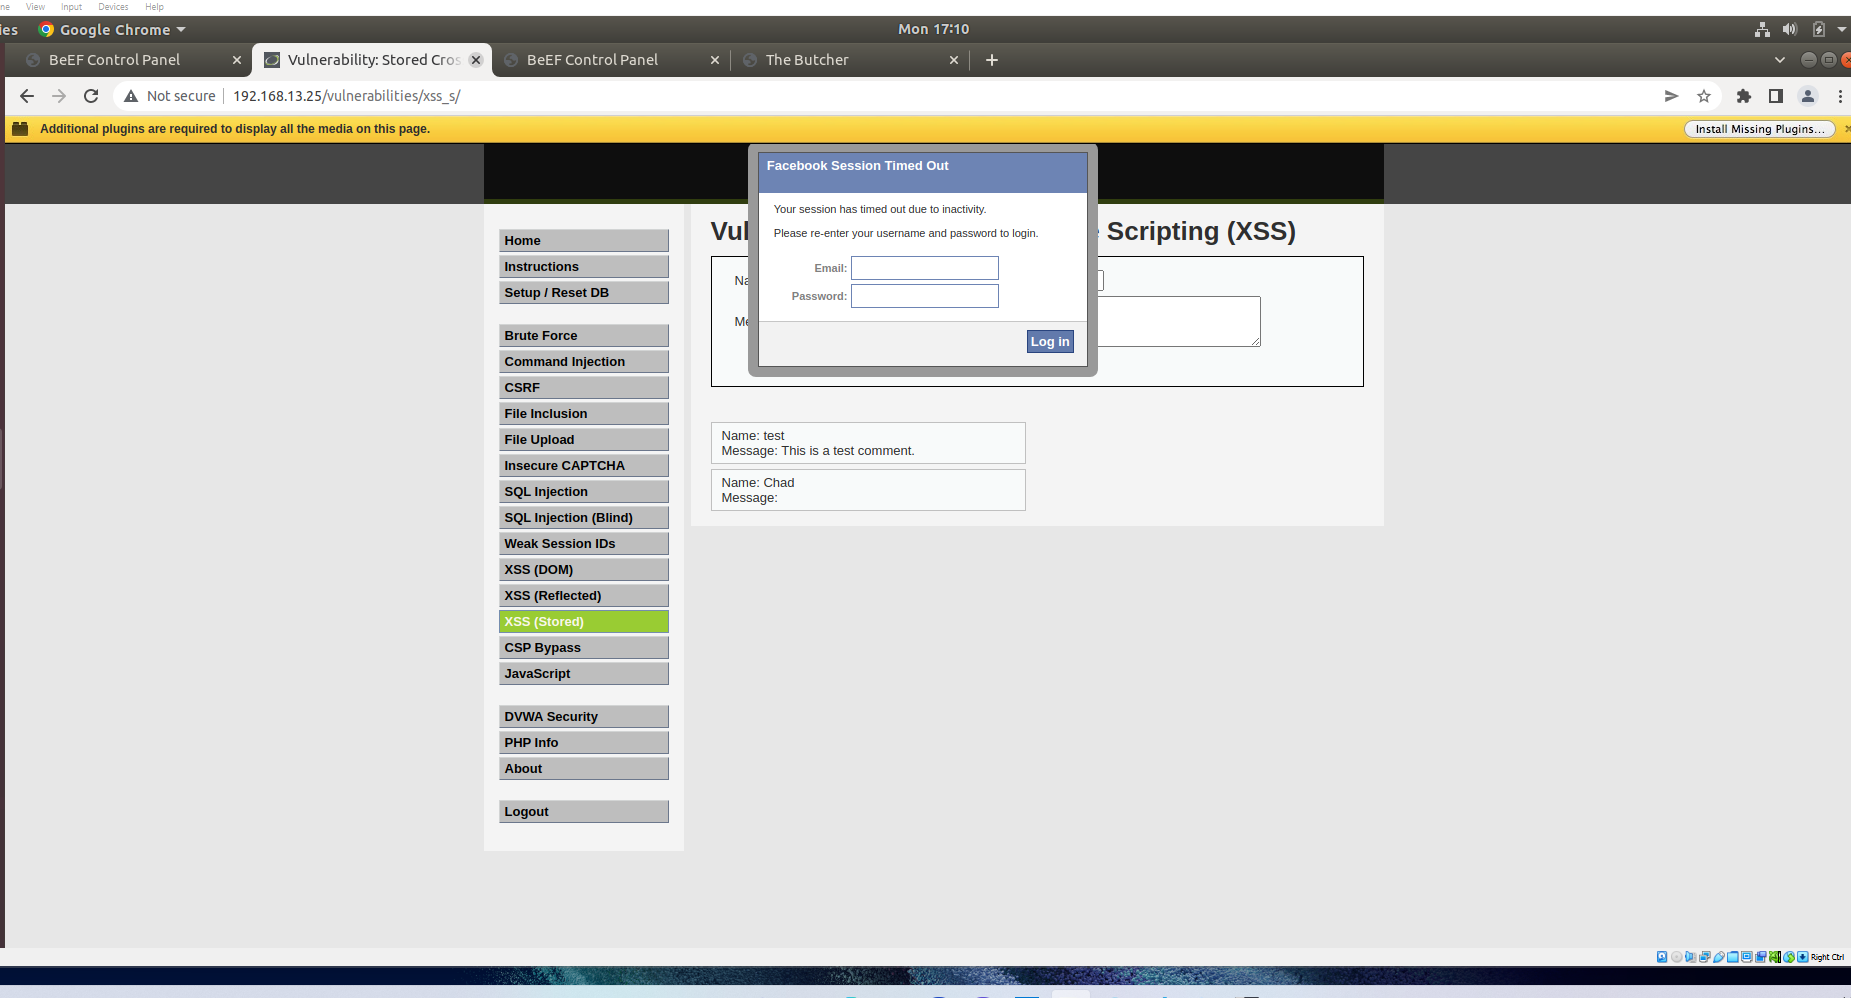 View Input Devices Help
Google Chrome
Mon 17:10
BeEF Control Panel
Vulnerability: Stored Cros
BeEF Control Panel
The Butcher
Not secure
192.168.13.25/vulnerabilities/xss_s/
Additional plugins are required to display all the media on this page.
Install Missing Plugins...
Facebook Session Timed Out
Your session has timed out due to inactivity.
Please re-enter your username and password to login.
Email:
Password:
Log in
Scripting (XSS)
Home
Instructions
Setup / Reset DB
Brute Force
Command Injection
CSRF
File Inclusion
File Upload
Insecure CAPTCHA
SQL Injection
SQL Injection (Blind)
Weak Session IDs
XSS (DOM)
XSS (Reflected)
XSS (Stored)
CSP Bypass
JavaScript
DVWA Security
PHP Info
About
Logout
Name: test
Message: This is a test comment.
Name: Chad
Message:
Right Ctrl